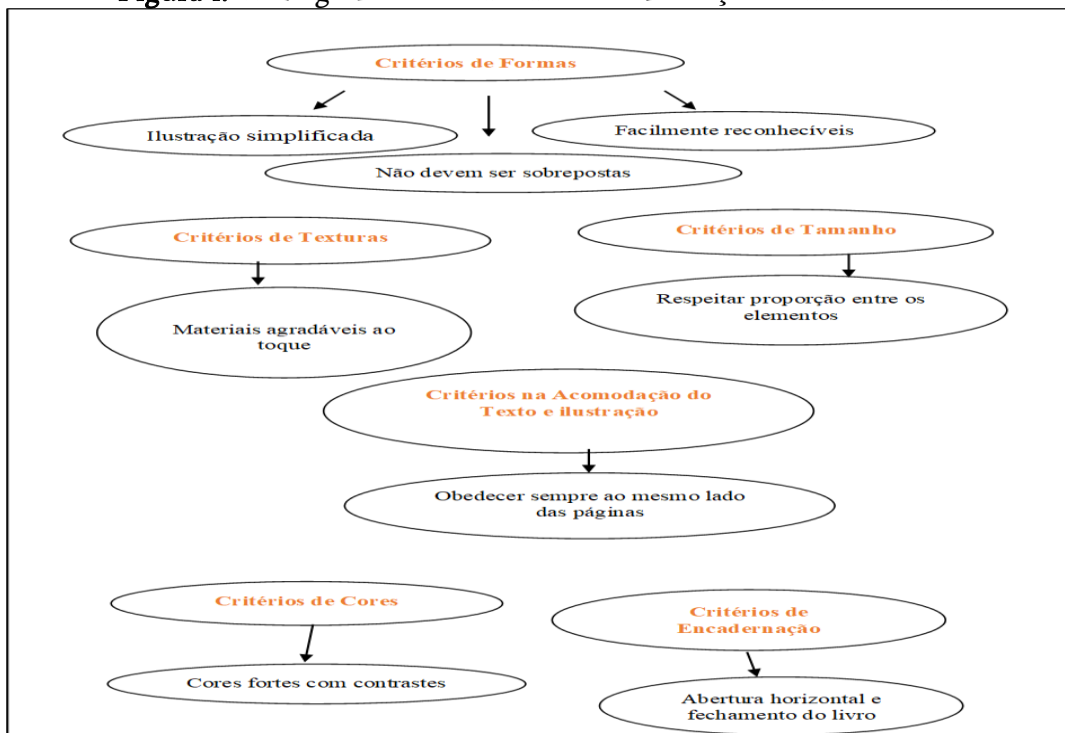 Critérios de Formas
Ilustração simplificada
Facilmente reconhecíveis
Não devem ser sobrepostas
Critérios de Texturas
Critérios de Tamanho
Materiais agradáveis ao
toque
Respeitar proporção entre os
elementos
Critérios na Acomodação do
Texto e ilustração
Obedecer sempre ao mesmo lado
das páginas
Critérios de Cores
Critérios de
Encadernação
Cores fortes com contrastes
Abertura horizontal e
fechamento do livro